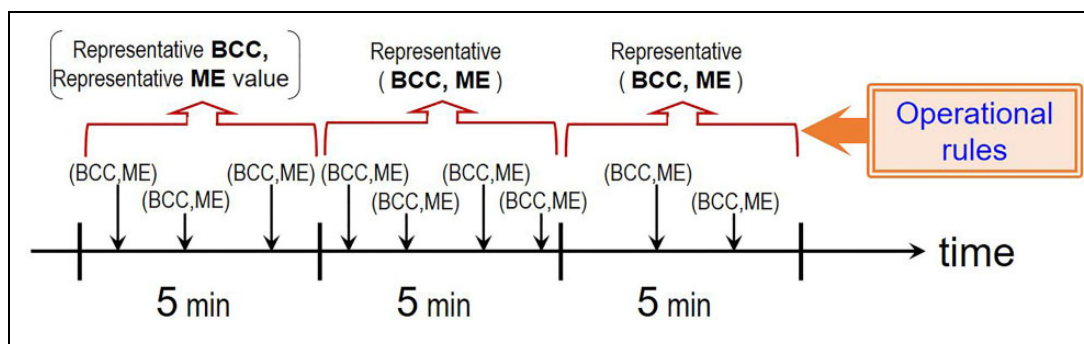 Representative BCC,
Representative ME value
Representative
( BCC, ME )
Representative
( BCC, ME )
Operational
rules
(BCC,ME)
(BCC,ME)
(BCC,ME)
(BCC,ME)
(BCC,ME)
(BCC,ME)
(BCC,ME)
(BCC,ME)
(BCC,ME)
time
5 min
5 min
5 min